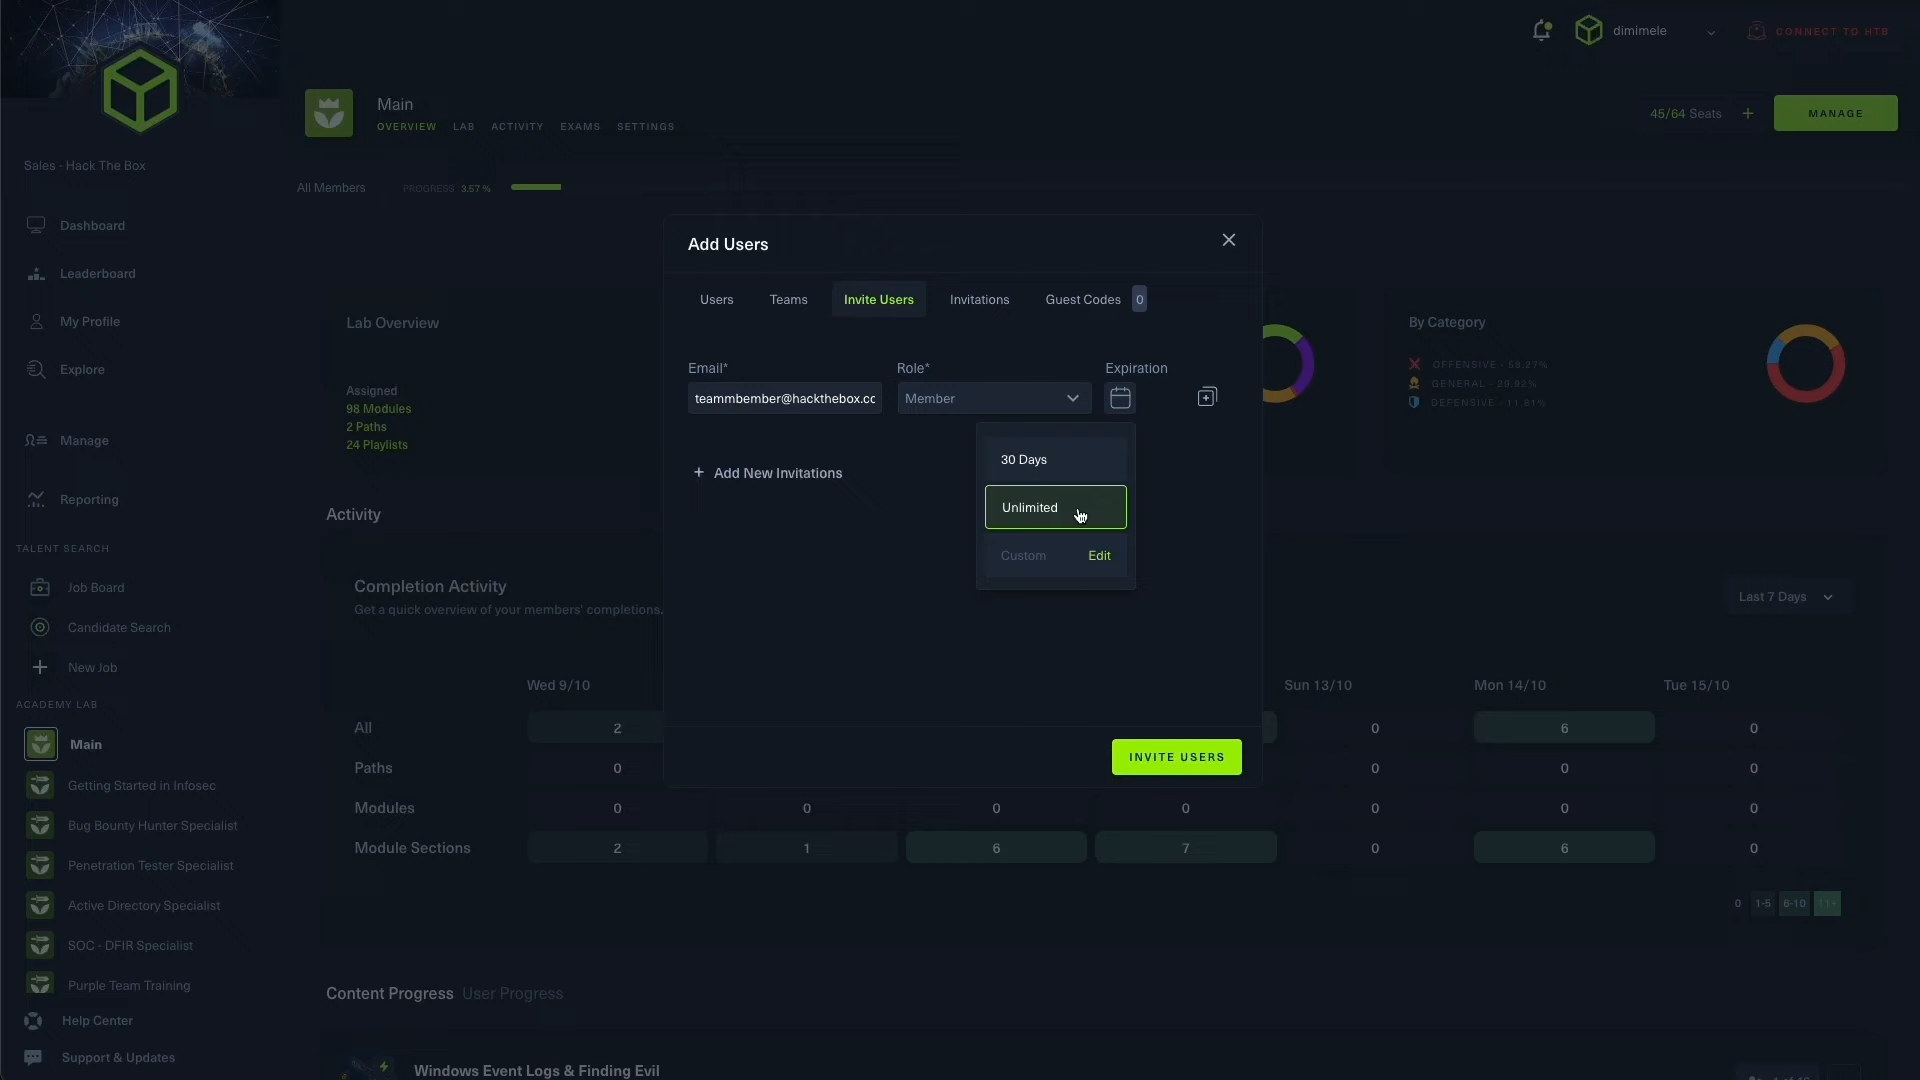 dimimele
CONNECT TO HTB
Main
OVERVIEW LAB ACTIVITY EXAMS SETTINGS
45/64 Seats + MANAGE
Sales - Hack The Box
All Members PROGRESS 3.57 %
Dashboard
Leaderboard
My Profile
Explore
Manage
Reporting
TALENT SEARCH
Job Board
Candidate Search
New Job
ACADEMY LAB
Main
Getting Started in Infosec
Bug Bounty Hunter Specialist
Penetration Tester Specialist
Active Directory Specialist
SOC - DFIR Specialist
Purple Team Training
Help Center
Support & Updates
Lab Overview
Assigned
98 Modules
2 Paths
24 Playlists
Add Users
Users Teams Invite Users Invitations Guest Codes 0
Email* Role* Expiration
teammbember@hackthebox.cc Member
30 Days
Unlimited
Custom Edit
+ Add New Invitations
INVITE USERS
By Category
OFFENSIVE - 58.27%
GENERAL - 29.92%
DEFENSIVE - 11.81%
Activity
Completion Activity
Get a quick overview of your members' completions.
Last 7 Days
Wed 9/10 Sun 13/10 Mon 14/10 Tue 15/10
All 2 0 6 0
Paths 0 0 0 0
Modules 0 0 0 0 0 0 0
Module Sections 2 1 6 7 0 6 0
0 1-5 6-10 11+
Content Progress User Progress
Windows Event Logs & Finding Evil